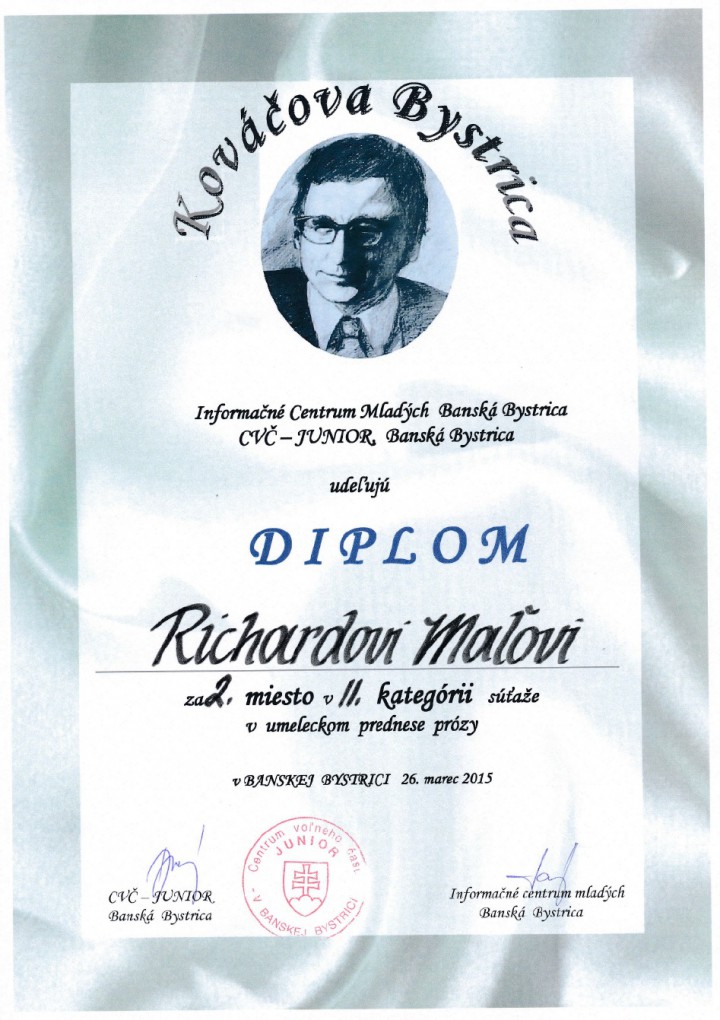 Kováčova Bystrica
Informačné Centrum Mladých Banská Bystrica
CVČ – JUNIOR, Banská Bystrica
udeľujú
DIPLOM
Richardovi Maľovi
za 2. miesto v II. kategórii súťaže
v umeleckom prednese prózy
v BANSKEJ BYSTRICI 26. marec 2015
Centrum voľného čas
JUNIOR
- V BANSKEJ BYSTRICI
CVČ – JUNIOR
Banská Bystrica
Informačné centrum mladých
Banská Bystrica